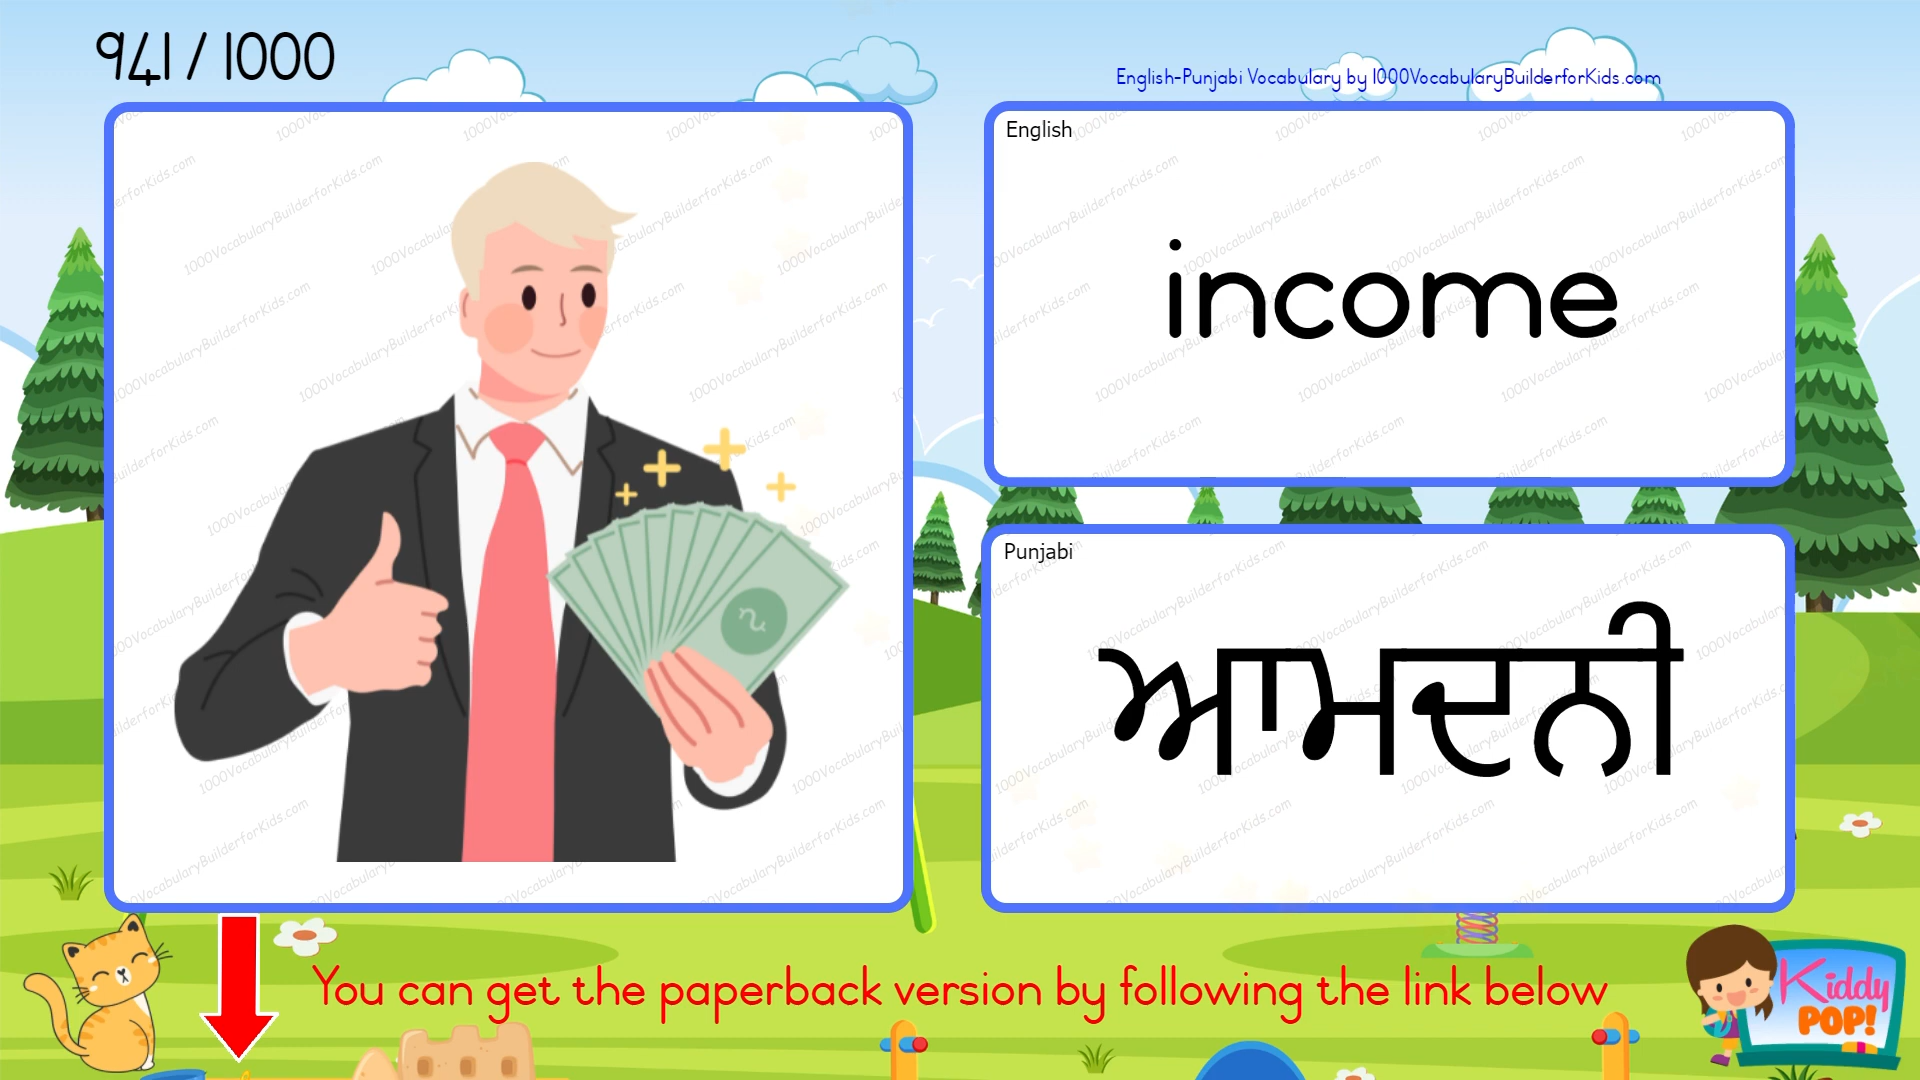 941 / 1000
English-Punjabi Vocabulary by 1000VocabularyBuilderforKids.com
English
income
Punjabi
ਆਮਦਨੀ
You can get the paperback version by following the link below
Kiddy
POP!